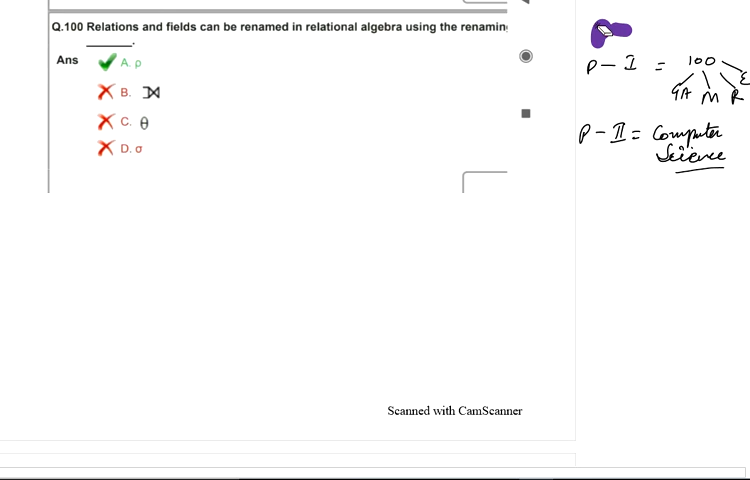 Q.100 Relations and fields can be renamed in relational algebra using the renamin
________.
Ans
A. ρ
B. ⋈
C. θ
D. σ
P - I = 100
GA M R E
P - II = Computer
Science
Scanned with CamScanner